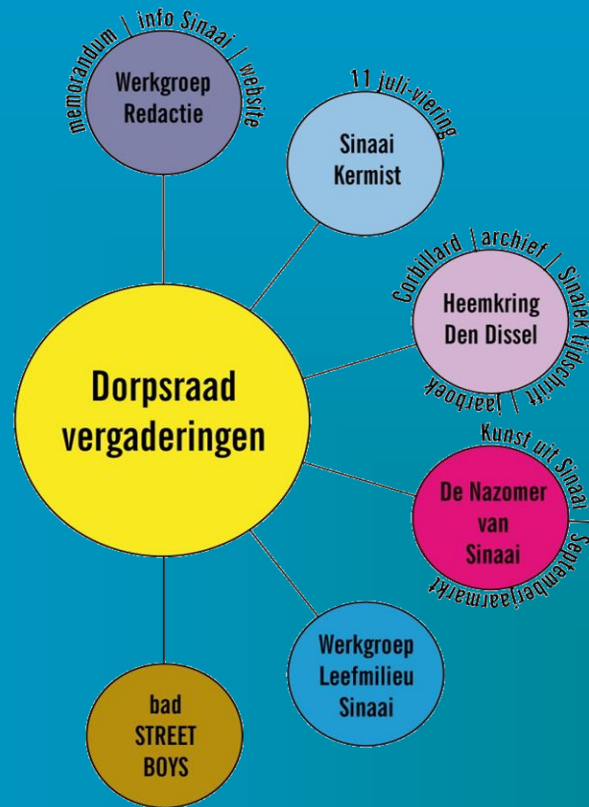 memorandum | info Sinaai | website
Werkgroep
Redactie
11 juli-viering
Sinaai
Kermist
Corbillard | archief | Sinaiek tijdschrift | jaarboek
Heemkring
Den Dissel
Dorpsraad
vergaderingen
Kunst uit Sinaai | Septemberjaarmarkt
De Nazomer
van
Sinaai
Werkgroep
Leefmilieu
Sinaai
bad
STREET
BOYS